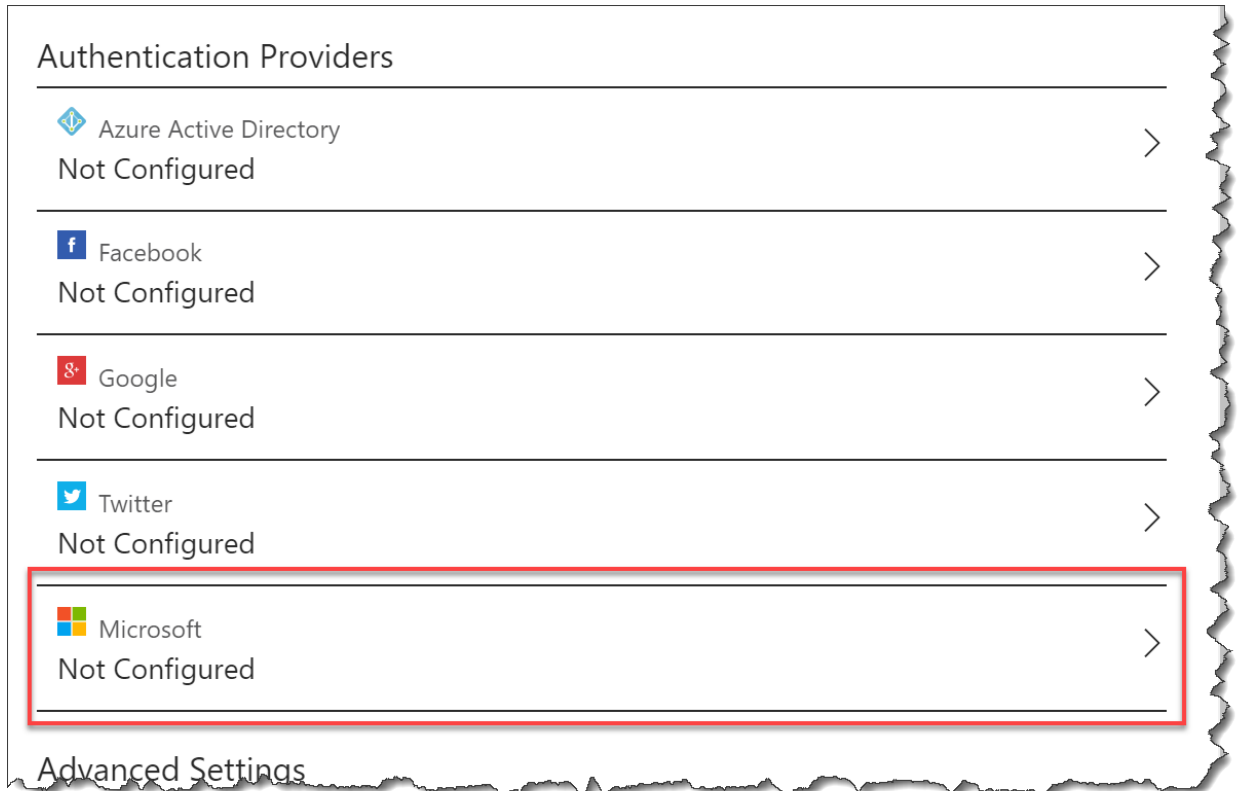 Authentication Providers
Azure Active Directory
Not Configured
f Facebook
Not Configured
8+ Google
Not Configured
Twitter
Not Configured
Microsoft
Not Configured
Advanced Settings